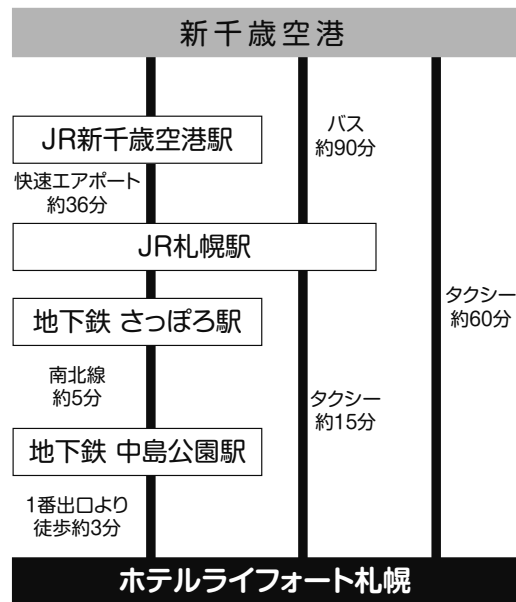 新千歳空港
JR新千歳空港駅
バス
約90分
快速エアポート
約36分
JR札幌駅
地下鉄 さっぽろ駅
タクシー
約60分
南北線
約5分
タクシー
約15分
地下鉄 中島公園駅
1番出口より
徒歩約3分
ホテルライフォート札幌